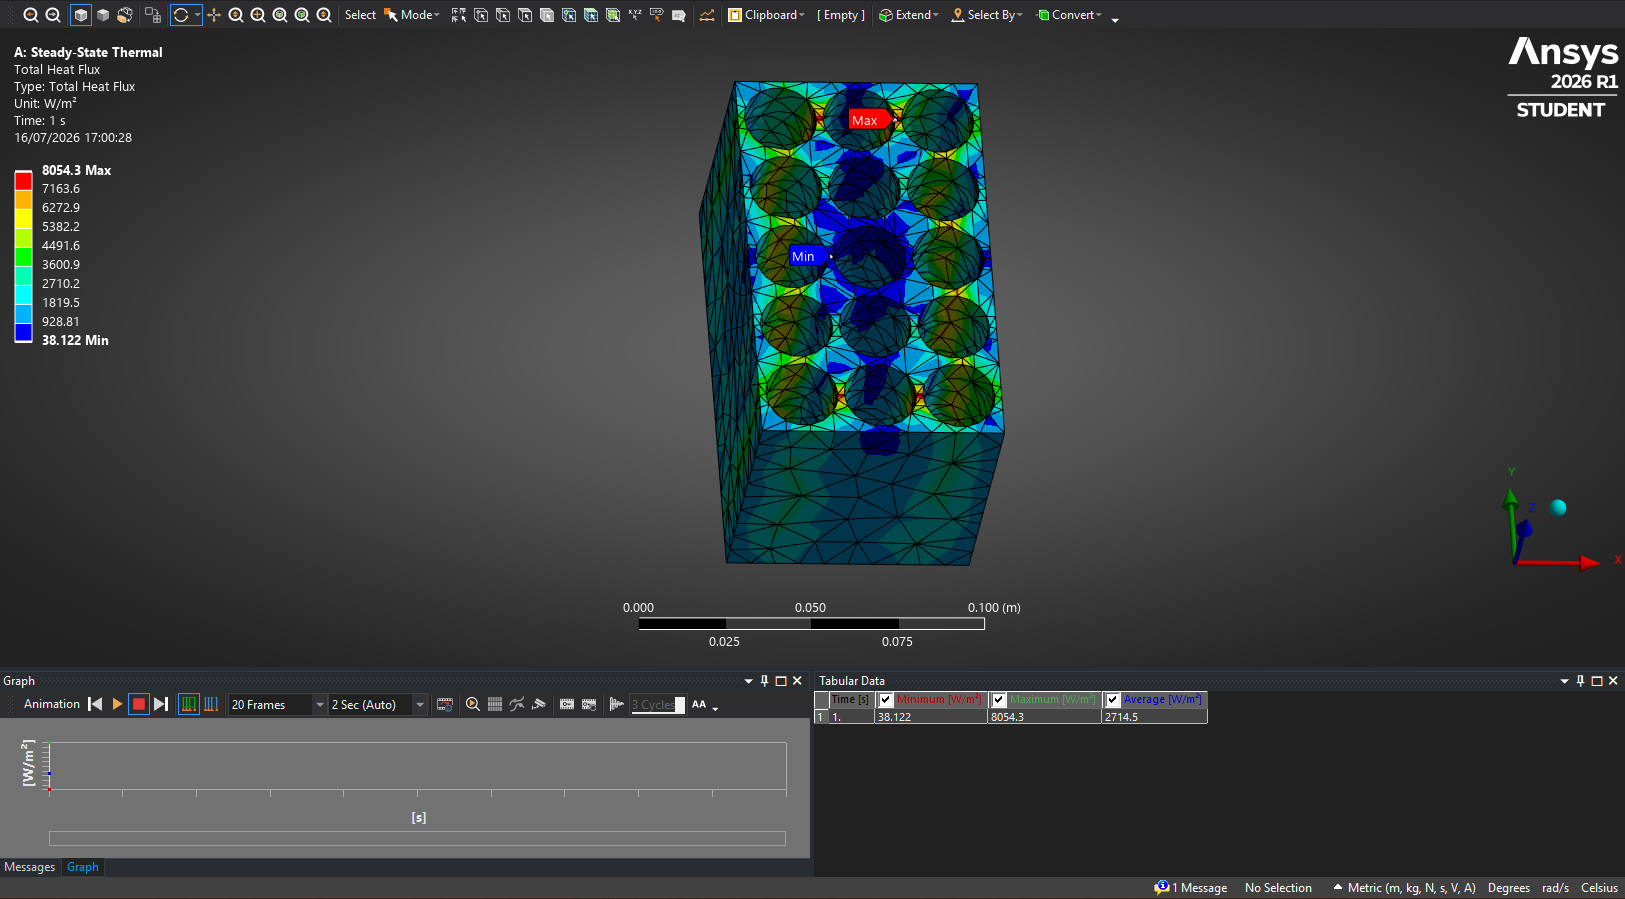 Select Mode Clipboard [ Empty ] Extend Select By Convert
A: Steady-State Thermal
Total Heat Flux
Type: Total Heat Flux
Unit: W/m²
Time: 1 s
16/07/2026 17:00:28
8054.3 Max
7163.6
6272.9
5382.2
4491.6
3600.9
2710.2
1819.5
928.81
38.122 Min
Max
Min
Ansys
2026 R1
STUDENT
Y
Z
X
0.000 0.050 0.100 (m)
0.025 0.075
Graph
Animation 20 Frames 2 Sec (Auto) 3 Cycles AA
[W/m²]
[s]
Messages Graph
Tabular Data
Time [s] Minimum [W/m²] Maximum [W/m²] Average [W/m²]
1 1. 38.122 8054.3 2714.5
1 Message No Selection Metric (m, kg, N, s, V, A) Degrees rad/s Celsius